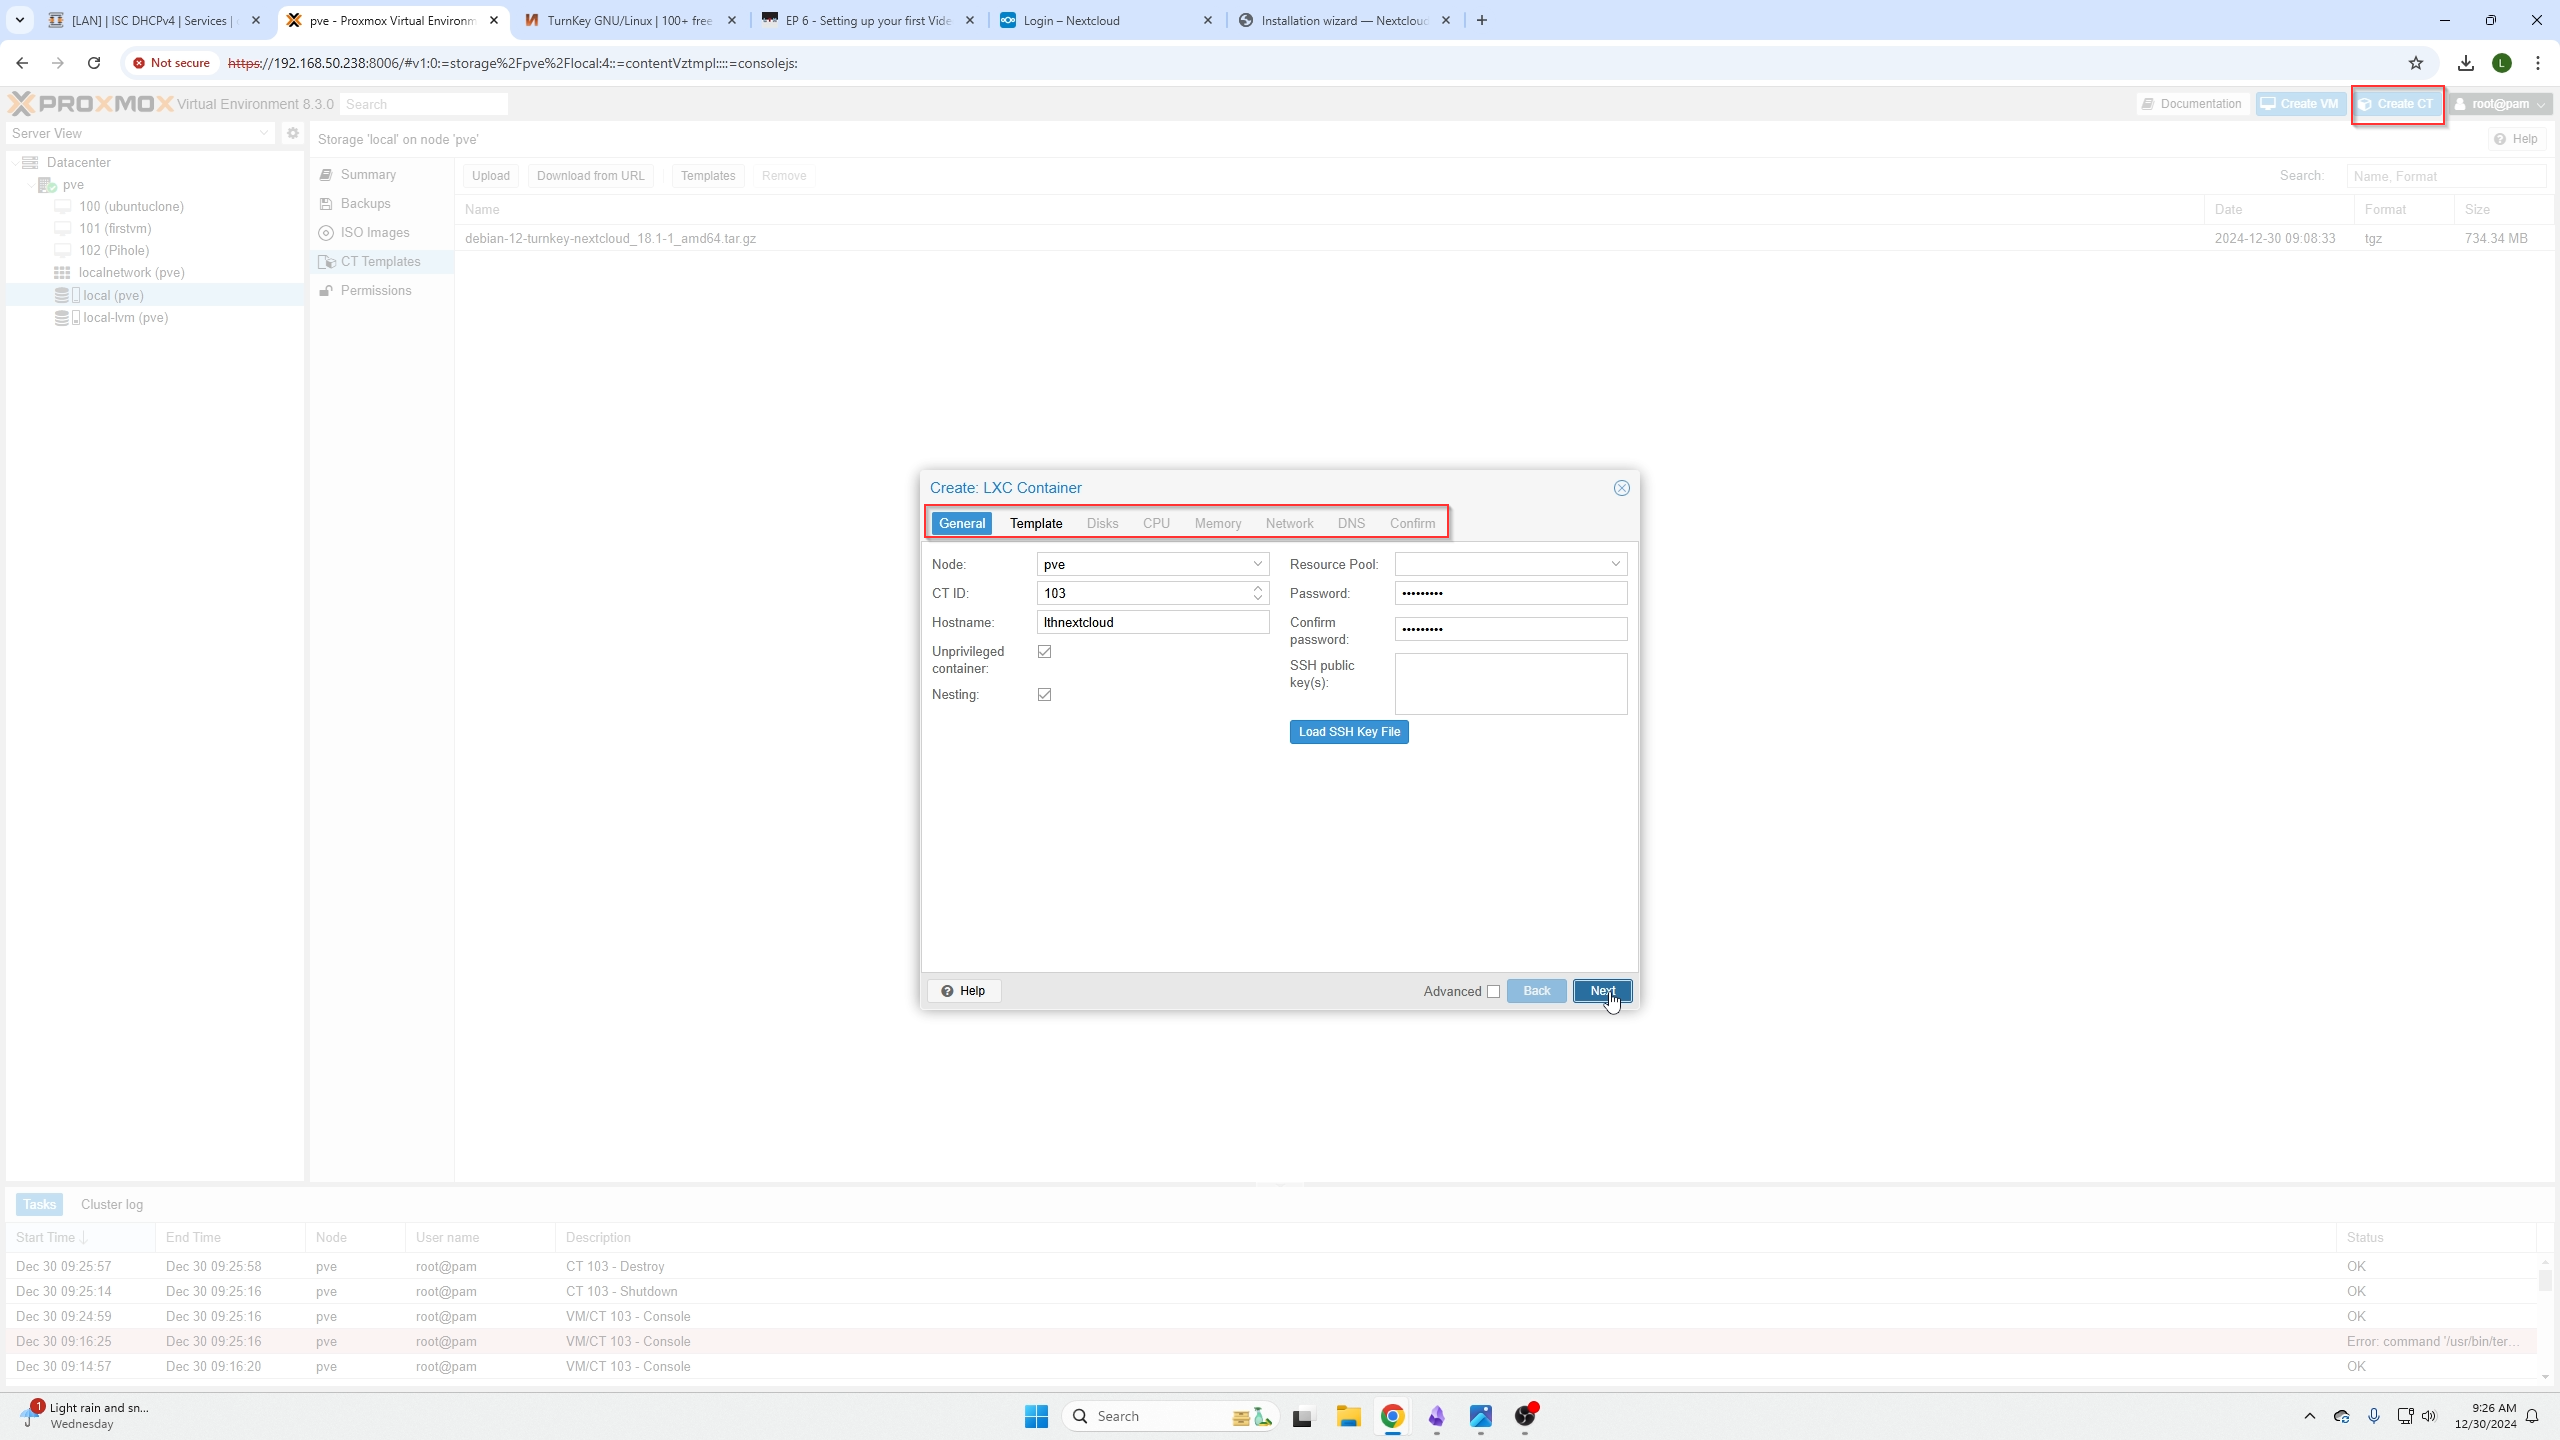 [LAN] | ISC DHCPv4 | Services |
pve - Proxmox Virtual Environm
TurnKey GNU/Linux | 100+ free
EP 6 - Setting up your first Vide
Login – Nextcloud
Installation wizard — Nextclou
Not secure
https://192.168.50.238:8006/#v1:0:=storage%2Fpve%2Flocal:4::=contentVztmpl::::=consolejs:
L
PROXMOX Virtual Environment 8.3.0
Search
Documentation
Create VM
Create CT
root@pam
Server View
Storage 'local' on node 'pve'
Help
Datacenter
pve
100 (ubuntuclone)
101 (firstvm)
102 (Pihole)
localnetwork (pve)
local (pve)
local-lvm (pve)
Summary
Backups
ISO Images
CT Templates
Permissions
Upload
Download from URL
Templates
Remove
Search:
Name, Format
Name
Date
Format
Size
debian-12-turnkey-nextcloud_18.1-1_amd64.tar.gz
2024-12-30 09:08:33
tgz
734.34 MB
Create: LXC Container
General
Template
Disks
CPU
Memory
Network
DNS
Confirm
Node:
pve
CT ID:
103
Hostname:
lthnextcloud
Unprivileged
container:
Nesting:
Resource Pool:
Password:
•••••••••
Confirm
password:
•••••••••
SSH public
key(s):
Load SSH Key File
Help
Advanced
Back
Next
Tasks
Cluster log
Start Time
End Time
Node
User name
Description
Status
Dec 30 09:25:57 Dec 30 09:25:58 pve root@pam CT 103 - Destroy OK
Dec 30 09:25:14 Dec 30 09:25:16 pve root@pam CT 103 - Shutdown OK
Dec 30 09:24:59 Dec 30 09:25:16 pve root@pam VM/CT 103 - Console OK
Dec 30 09:16:25 Dec 30 09:25:16 pve root@pam VM/CT 103 - Console Error: command '/usr/bin/ter...
Dec 30 09:14:57 Dec 30 09:16:20 pve root@pam VM/CT 103 - Console OK
1
Light rain and sn...
Wednesday
Search
9:26 AM
12/30/2024